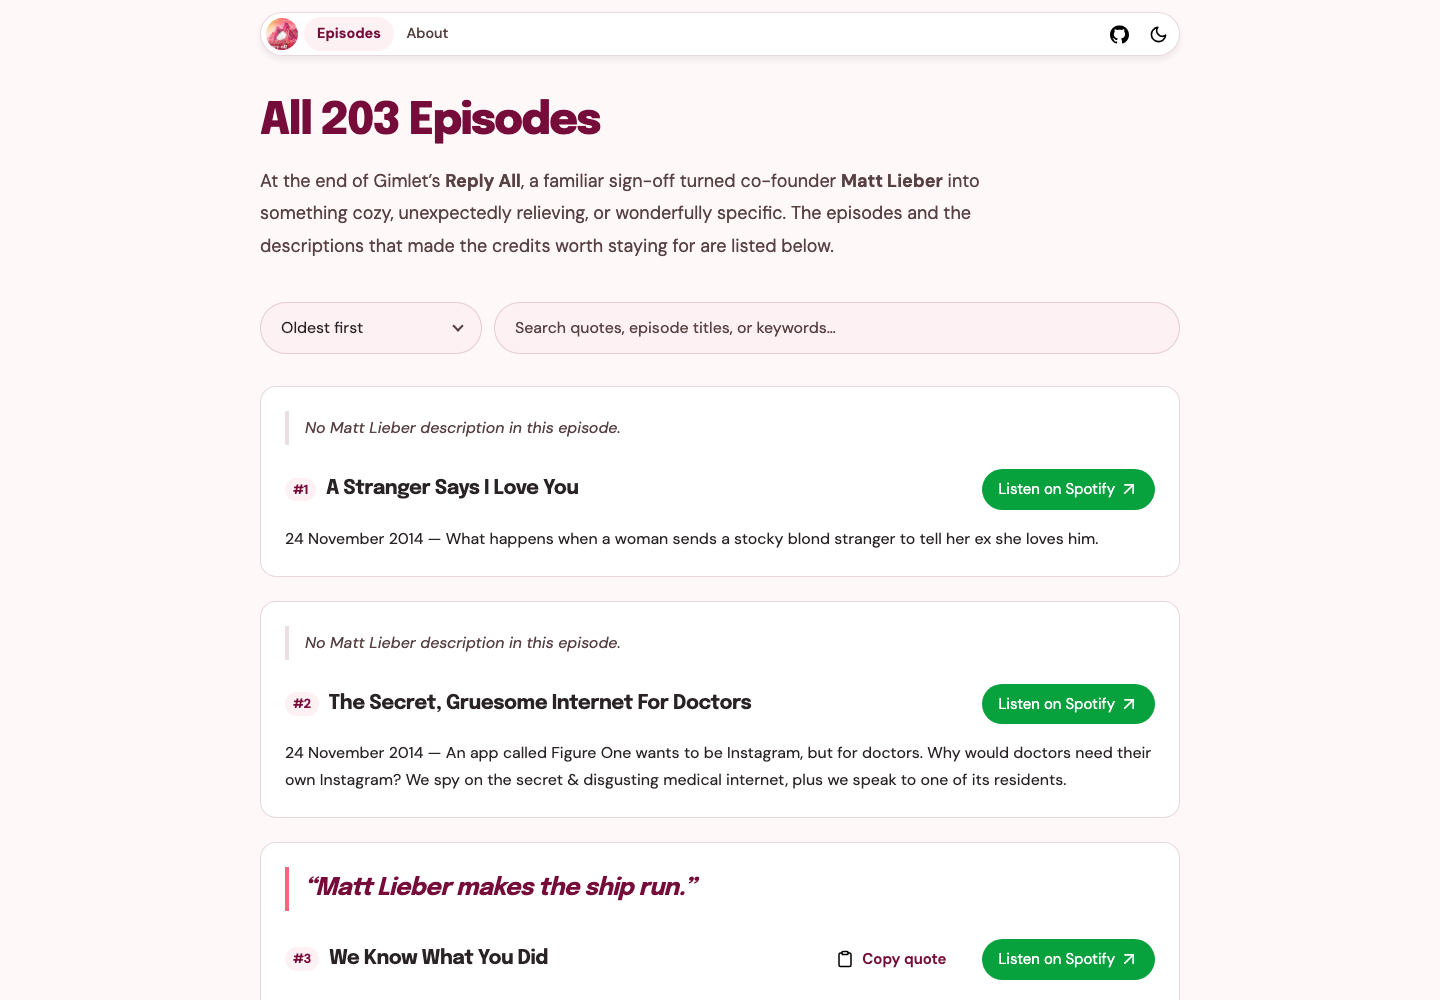 Episodes
About
All 203 Episodes
At the end of Gimlet’s Reply All, a familiar sign-off turned co-founder Matt Lieber into
something cozy, unexpectedly relieving, or wonderfully specific. The episodes and the
descriptions that made the credits worth staying for are listed below.
Oldest first
Search quotes, episode titles, or keywords...
No Matt Lieber description in this episode.
#1 A Stranger Says I Love You
Listen on Spotify
24 November 2014 — What happens when a woman sends a stocky blond stranger to tell her ex she loves him.
No Matt Lieber description in this episode.
#2 The Secret, Gruesome Internet For Doctors
Listen on Spotify
24 November 2014 — An app called Figure One wants to be Instagram, but for doctors. Why would doctors need their
own Instagram? We spy on the secret & disgusting medical internet, plus we speak to one of its residents.
“Matt Lieber makes the ship run.”
#3 We Know What You Did
Copy quote
Listen on Spotify